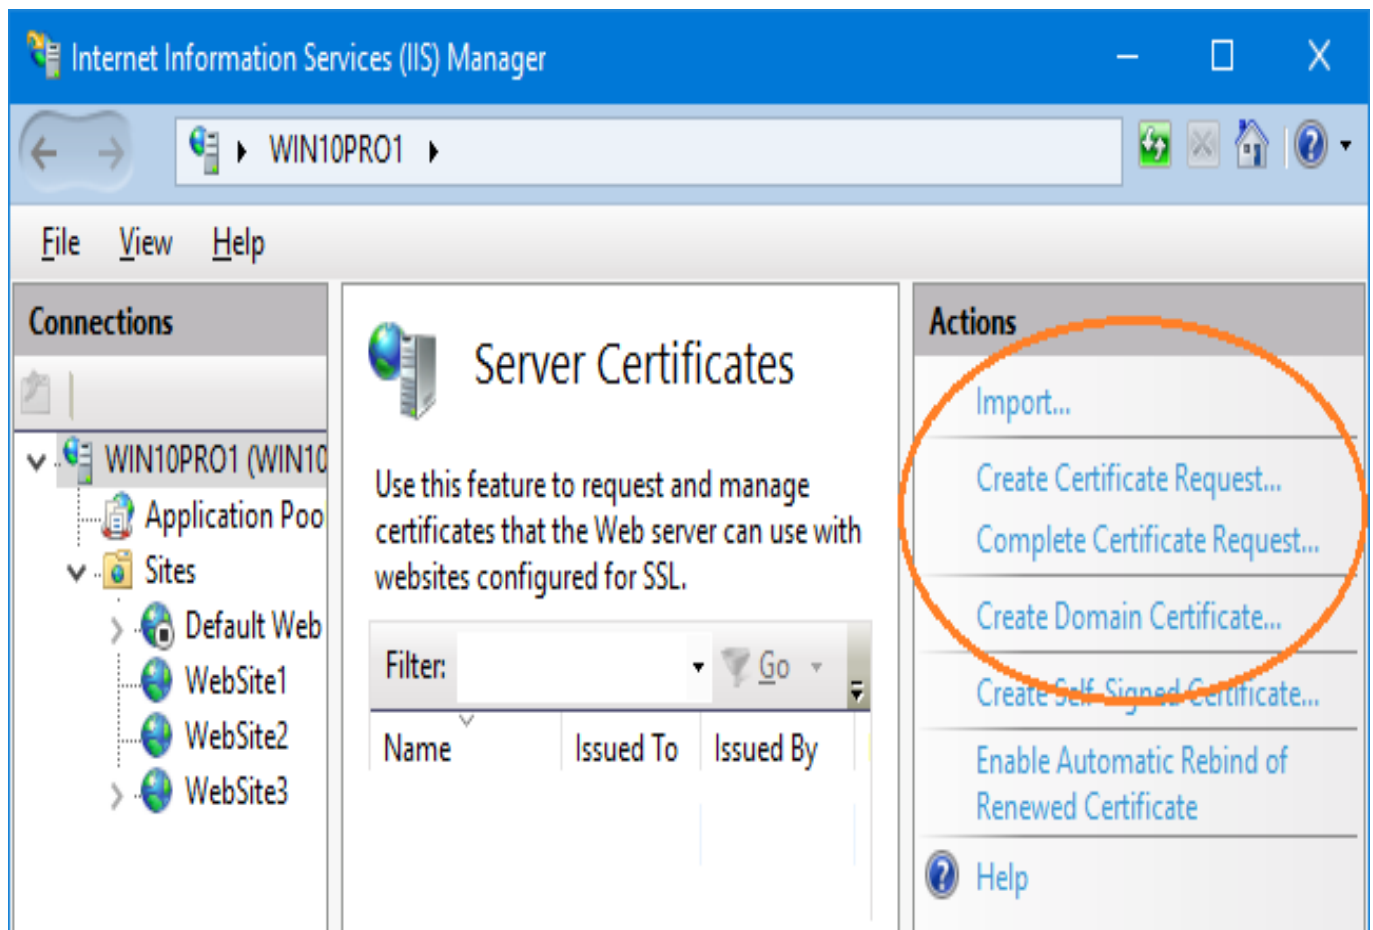 Internet Information Services (IIS) Manager
WIN10PRO1
File View Help
Connections
WIN10PRO1 (WIN10
Application Poo
Sites
Default Web
WebSite1
WebSite2
WebSite3
Server Certificates
Use this feature to request and manage
certificates that the Web server can use with
websites configured for SSL.
Filter: Go
Name Issued To Issued By
Actions
Import...
Create Certificate Request...
Complete Certificate Request...
Create Domain Certificate...
Create Self-Signed Certificate...
Enable Automatic Rebind of
Renewed Certificate
Help